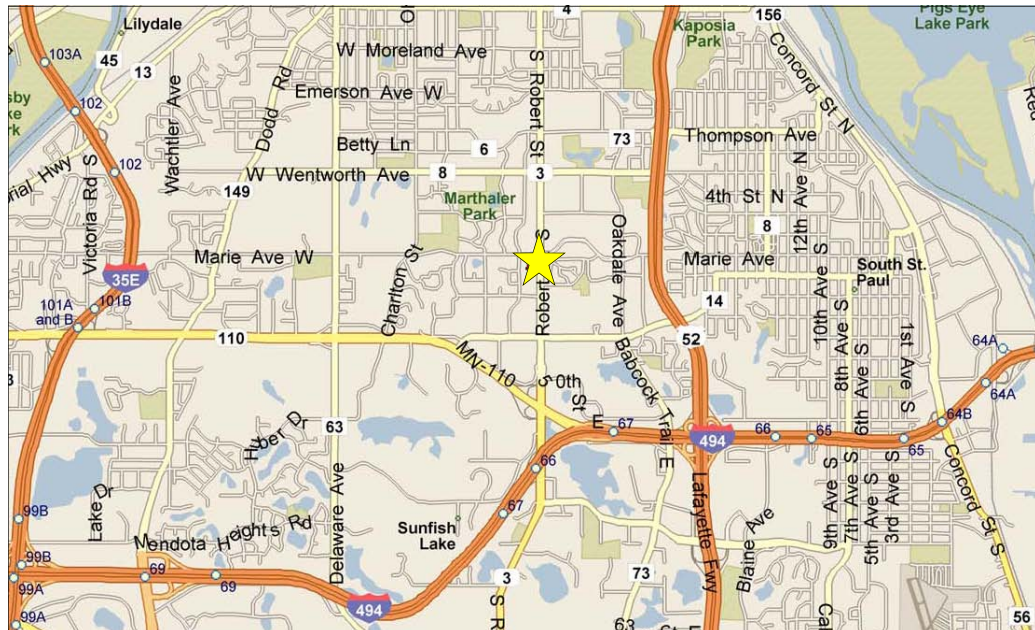 Lilydale
103A
45
13
102
102
Wachtler Ave
Dodd Rd
149
Victoria Rd S
W Moreland Ave
Emerson Ave W
Betty Ln
6
W Wentworth Ave
8
3
4
S Robert St
Kaposia
Park
156
Concord St N
Pigs Eye
Lake Park
73
Thompson Ave
4th St N
8
12th Ave N
Marthaler
Park
Marie Ave W
Charlton St
S
Robert
Oakdale Ave
Marie Ave
South St.
Paul
35E
101B
101A
and B
110
MN-110
14
52
10th Ave S
8th Ave S
6th Ave S
1st Ave S
64A
64A
64B
50th
St
E
Babcock Trail E
67
494
66
65
65
66
67
63
Delaware Ave
Lake Dr
Mendota Heights Rd
Sunfish
Lake
Lafayette Fwy
Blaine Ave
9th Ave S
7th Ave S
5th Ave S
3rd Ave S
Concord St S
99B
99B
99A
99A
69
69
494
3
73
63
56